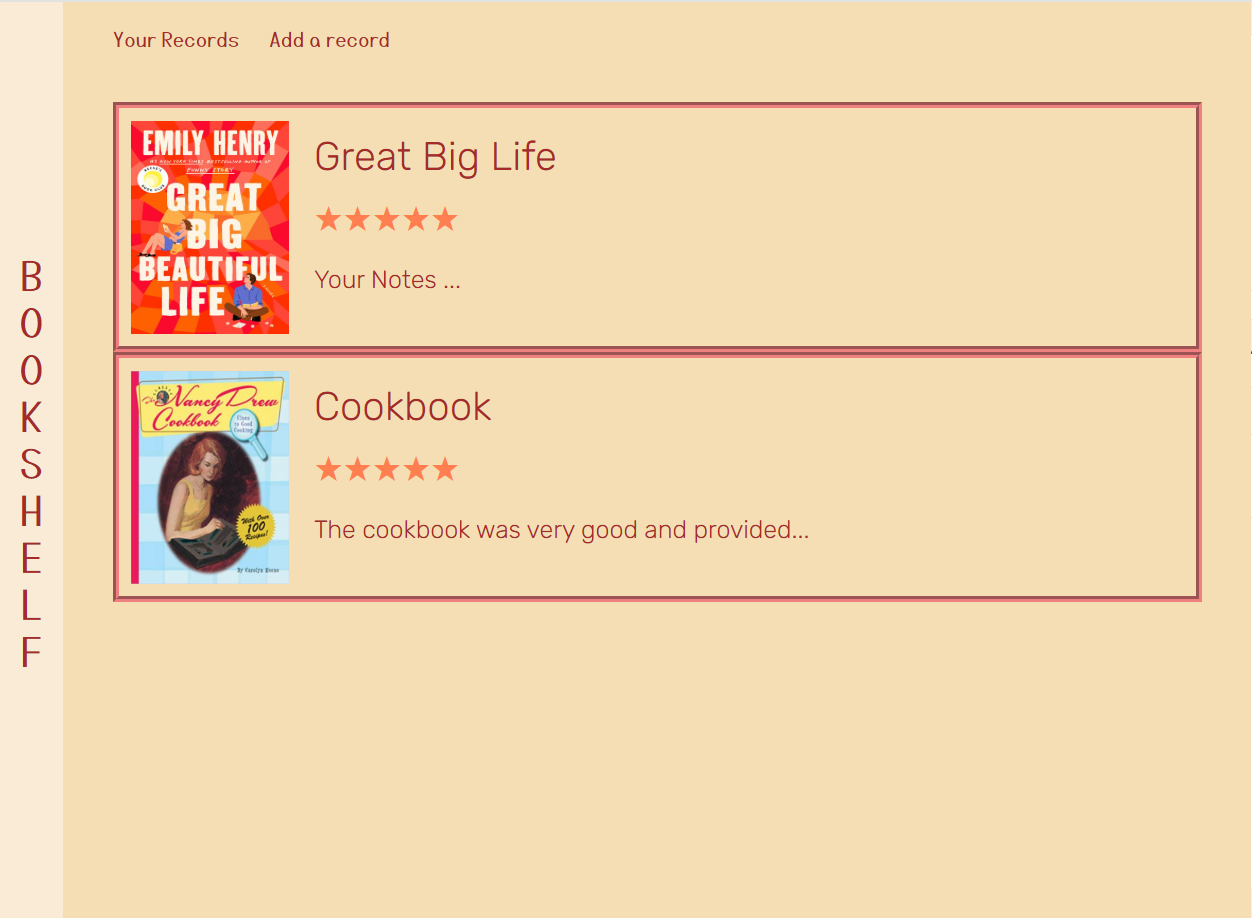 Your Records Add a record
BOOKSHELF
EMILY HENRY
#1 NEW YORK TIMES BESTSELLING AUTHOR OF
FUNNY STORY
GREAT
BIG
BEAUTIFUL
LIFE
Great Big Life
★★★★★
Your Notes ...
The Nancy Drew
Cookbook
Clues
to Good
Cooking
With Over
100
Recipes!
By Carolyn Keene
Cookbook
★★★★★
The cookbook was very good and provided...